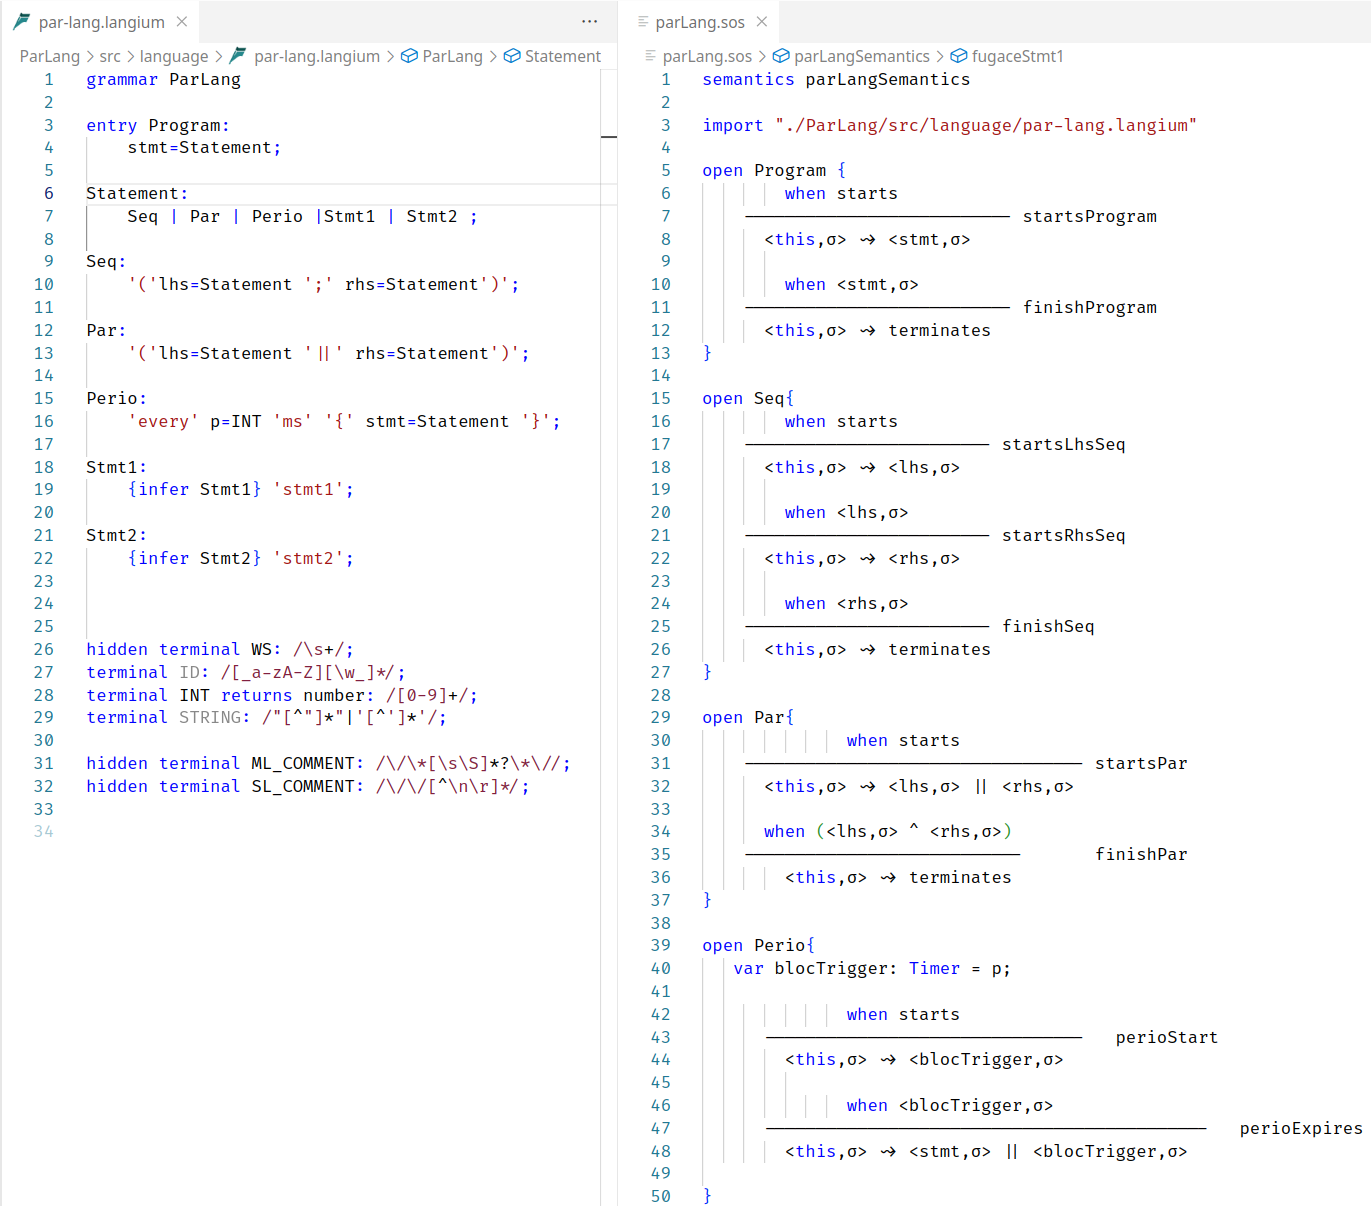 par-lang.langium
ParLang > src > language > par-lang.langium > ParLang > Statement
1 grammar ParLang
2
3 entry Program:
4     stmt=Statement;
5
6 Statement:
7     Seq | Par | Perio |Stmt1 | Stmt2 ;
8
9 Seq:
10     '('lhs=Statement ';' rhs=Statement')';
11
12 Par:
13     '('lhs=Statement '||' rhs=Statement')';
14
15 Perio:
16     'every' p=INT 'ms' '{' stmt=Statement '}';
17
18 Stmt1:
19     {infer Stmt1} 'stmt1';
20
21 Stmt2:
22     {infer Stmt2} 'stmt2';
23
24
25
26 hidden terminal WS: /\s+/;
27 terminal ID: /[_a-zA-Z][\w_]*/;
28 terminal INT returns number: /[0-9]+/;
29 terminal STRING: /"[^"]*"|'[^']*'/;
30
31 hidden terminal ML_COMMENT: /\/\*[\s\S]*?\*\//;
32 hidden terminal SL_COMMENT: /\/\/[^\n\r]*/;
33
34
parLang.sos
parLang.sos > parLangSemantics > fugaceStmt1
1 semantics parLangSemantics
2
3 import "./ParLang/src/language/par-lang.langium"
4
5 open Program {
6         when starts
7     ───────────────────────── startsProgram
8       <this,σ> ⇝ <stmt,σ>
9
10         when <stmt,σ>
11     ───────────────────────── finishProgram
12       <this,σ> ⇝ terminates
13 }
14
15 open Seq{
16         when starts
17     ─────────────────────── startsLhsSeq
18       <this,σ> ⇝ <lhs,σ>
19
20         when <lhs,σ>
21     ─────────────────────── startsRhsSeq
22       <this,σ> ⇝ <rhs,σ>
23
24         when <rhs,σ>
25     ─────────────────────── finishSeq
26       <this,σ> ⇝ terminates
27 }
28
29 open Par{
30               when starts
31     ──────────────────────────────── startsPar
32       <this,σ> ⇝ <lhs,σ> || <rhs,σ>
33
34       when (<lhs,σ> ^ <rhs,σ>)
35     ──────────────────────────       finishPar
36         <this,σ> ⇝ terminates
37 }
38
39 open Perio{
40    var blocTrigger: Timer = p;
41
42               when starts
43       ──────────────────────────────   perioStart
44         <this,σ> ⇝ <blocTrigger,σ>
45
46               when <blocTrigger,σ>
47       ──────────────────────────────────────────   perioExpires
48         <this,σ> ⇝ <stmt,σ> || <blocTrigger,σ>
49
50 }